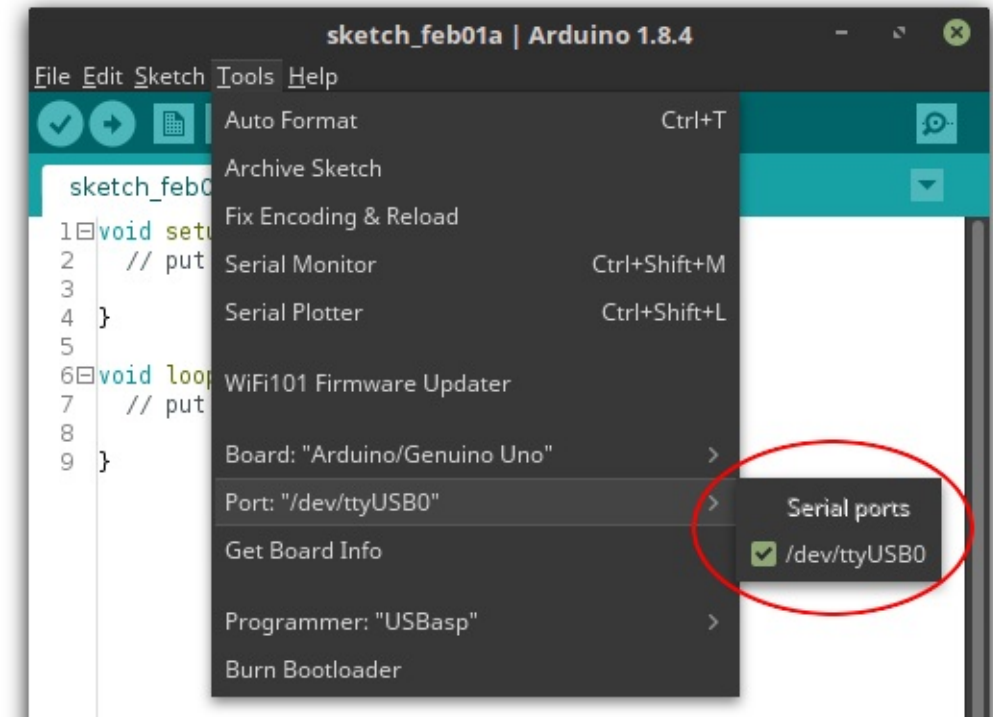 sketch_feb01a | Arduino 1.8.4
File Edit Sketch Tools Help
Auto Format Ctrl+T
Archive Sketch
Fix Encoding & Reload
Serial Monitor Ctrl+Shift+M
Serial Plotter Ctrl+Shift+L
WiFi101 Firmware Updater
Board: "Arduino/Genuino Uno"
Port: "/dev/ttyUSB0"
Get Board Info
Programmer: "USBasp"
Burn Bootloader
Serial ports
/dev/ttyUSB0
sketch_feb0
1 void setu
2 // put
3
4 }
5
6 void loop
7 // put
8
9 }